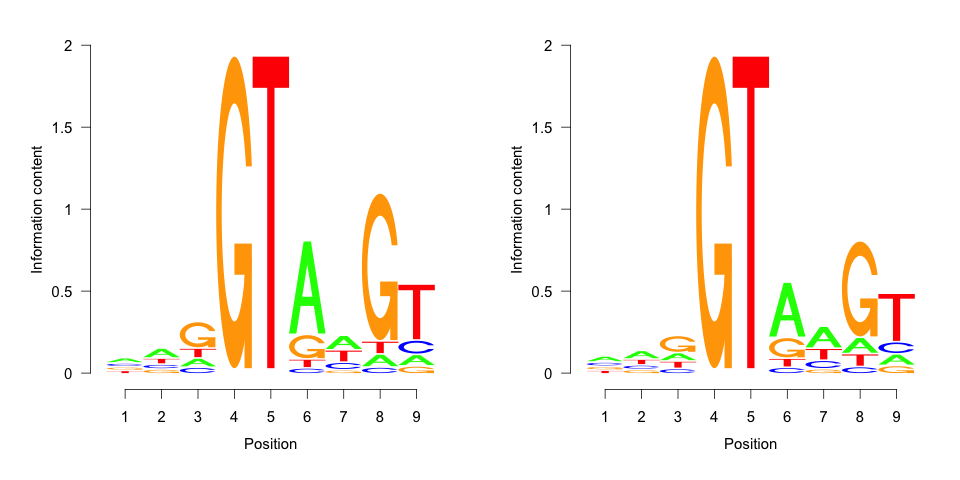 Information content
2
1.5
1
0.5
0
A C G T
A T C G
G T A C
G
T
A G T C
A T C G
G T A C
T C A G
1 2 3 4 5 6 7 8 9
Position
Information content
2
1.5
1
0.5
0
A C G T
A T C G
G A T C
G
T
A G T C
A T C G
G A T C
T C A G
1 2 3 4 5 6 7 8 9
Position